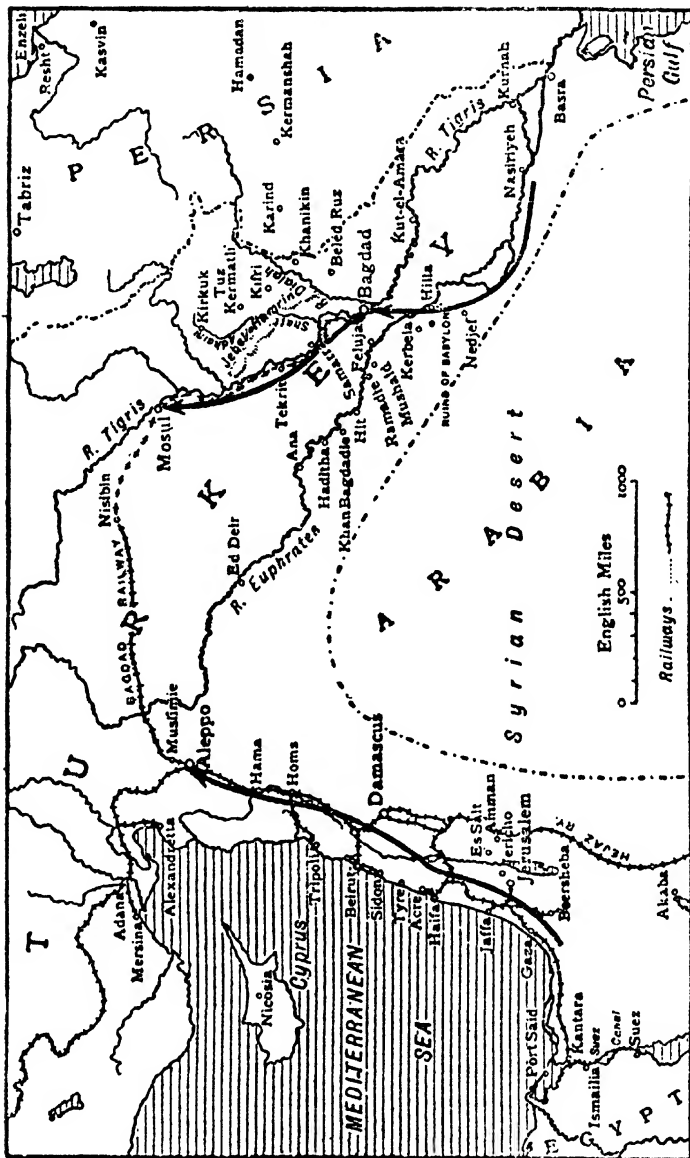 TURKEY
PERSIA
ARABIA
EGYPT
Syrian Desert
MEDITERRANEAN
SEA
Cyprus
Nicosia
Persian
Gulf
Adana
Mersina
Alexandretta
Muslimie
Aleppo
Hama
Homs
Tripoli
Beirut
Damascus
Sidon
Tyre
Acre
Haifa
Es Salt
Amman
Jericho
Jerusalem
Jaffa
Gaza
Beersheba
HEJAZ RY.
Akaba
Port Said
Kantara
Ismailia
Suez
Canal
Suez
BAGDAD RAILWAY
Nisibin
R. Tigris
Mosul
Ed Deir
R. Euphrates
Ana
Haditha
Khan Bagdadie
Hit
Ramadie
Mushaid
Feluja
Samarra
Tekrit
Kirkuk
Tuz
Kermatli
Kifri
Jebel Hamrin
R. Dialah
Karind
Khanikin
Beled Ruz
Bagdad
Kerbela
Hilla
RUINS OF BABYLON
Nedjef
Kut-el-Amara
R. Tigris
Nasiriyeh
Kurnah
Basra
Tabriz
Enzeli
Resht
Kasvin
Hamadan
Kermanshah
English Miles
0 500 1000
Railways